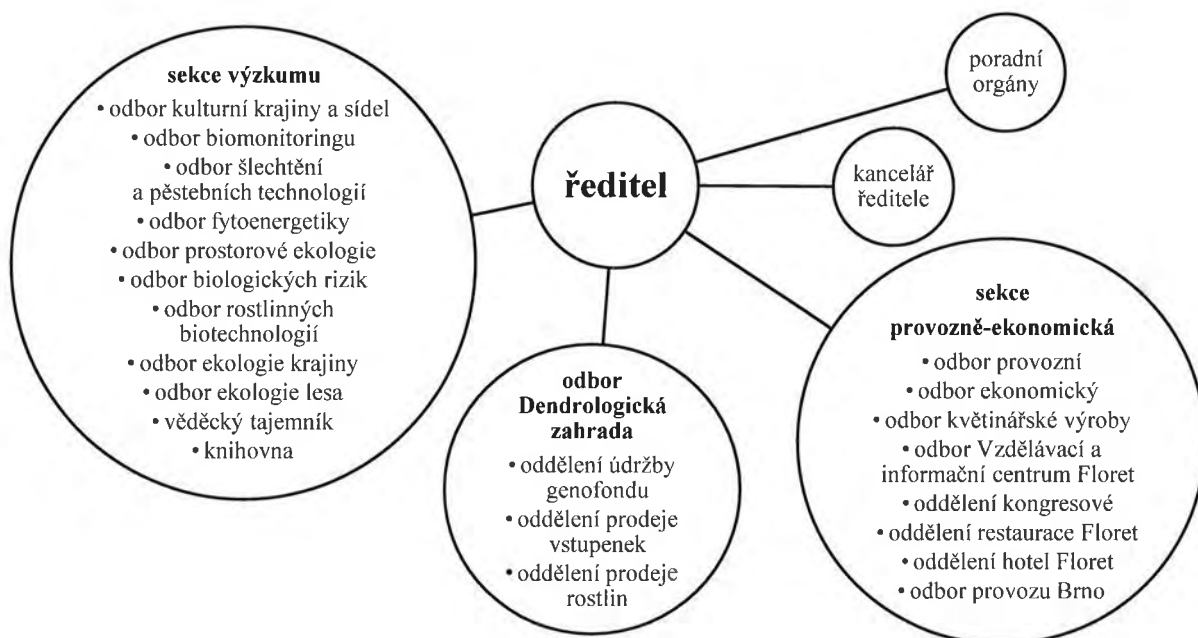 sekce výzkumu
• odbor kulturní krajiny a sídel
• odbor biomonitoringu
• odbor šlechtění
a pěstebních technologií
• odbor fytoenergetiky
• odbor prostorové ekologie
• odbor biologických rizik
• odbor rostlinných
biotechnologií
• odbor ekologie krajiny
• odbor ekologie lesa
• věděcký tajemník
• knihovna
ředitel
poradní
orgány
kancelář
ředitele
odbor
Dendrologická
zahrada
• oddělení údržby
genofondu
• oddělení prodeje
vstupenek
• oddělení prodeje
rostlin
sekce
provozně-ekonomická
• odbor provozní
• odbor ekonomický
• odbor květinářské výroby
• odbor Vzdělávací a
informační centrum Floret
• oddělení kongresové
• oddělení restaurace Floret
• oddělení hotel Floret
• odbor provozu Brno